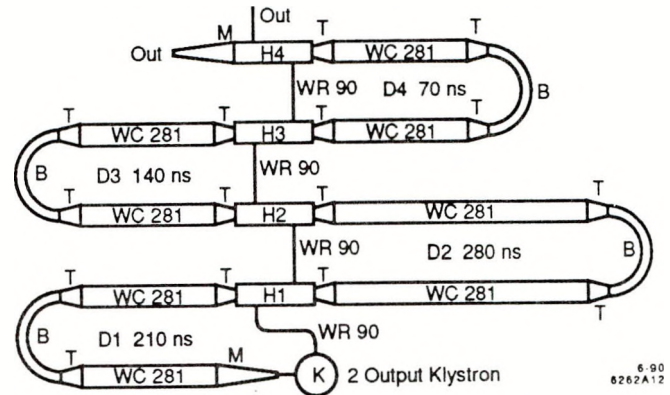 Out
M T T
Out H4 WC 281
WR 90 D4 70 ns B
T T T T
WC 281 H3 WC 281
B D3 140 ns WR 90
T T T T
WC 281 H2 WC 281
WR 90 D2 280 ns B
T T T T
WC 281 H1 WC 281
B D1 210 ns WR 90
T M
WC 281 K 2 Output Klystron
6-90
6262A12